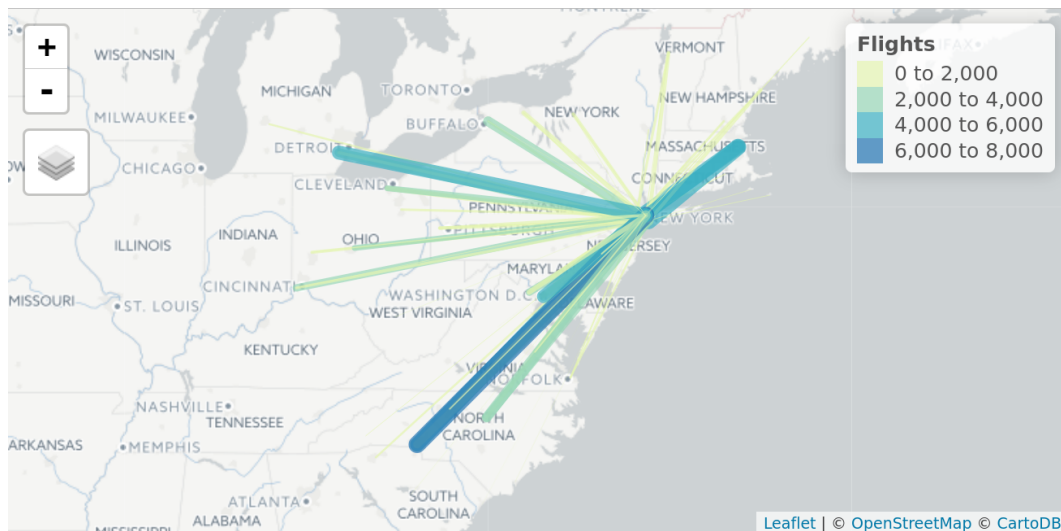 MONTREAL
+
-
WISCONSIN
VERMONT
Flights
HALIFAX
0 to 2,000
2,000 to 4,000
4,000 to 6,000
6,000 to 8,000
MICHIGAN
TORONTO
NEW YORK
NEW HAMPSHIRE
MILWAUKEE
BUFFALO
DETROIT
MASSACHUSETTS
CHICAGO
CLEVELAND
CONNECTICUT
PENNSYLVANIA
NEW YORK
PITTSBURGH
ILLINOIS
INDIANA
OHIO
NEW JERSEY
MARYLAND
CINCINNATI
WASHINGTON D.C.
DELAWARE
MISSOURI
ST. LOUIS
WEST VIRGINIA
KENTUCKY
VIRGINIA
NORFOLK
NASHVILLE
TENNESSEE
NORTH
CAROLINA
ARKANSAS
MEMPHIS
ATLANTA
SOUTH
CAROLINA
ALABAMA
MISSISSIPPI
Leaflet | © OpenStreetMap © CartoDB